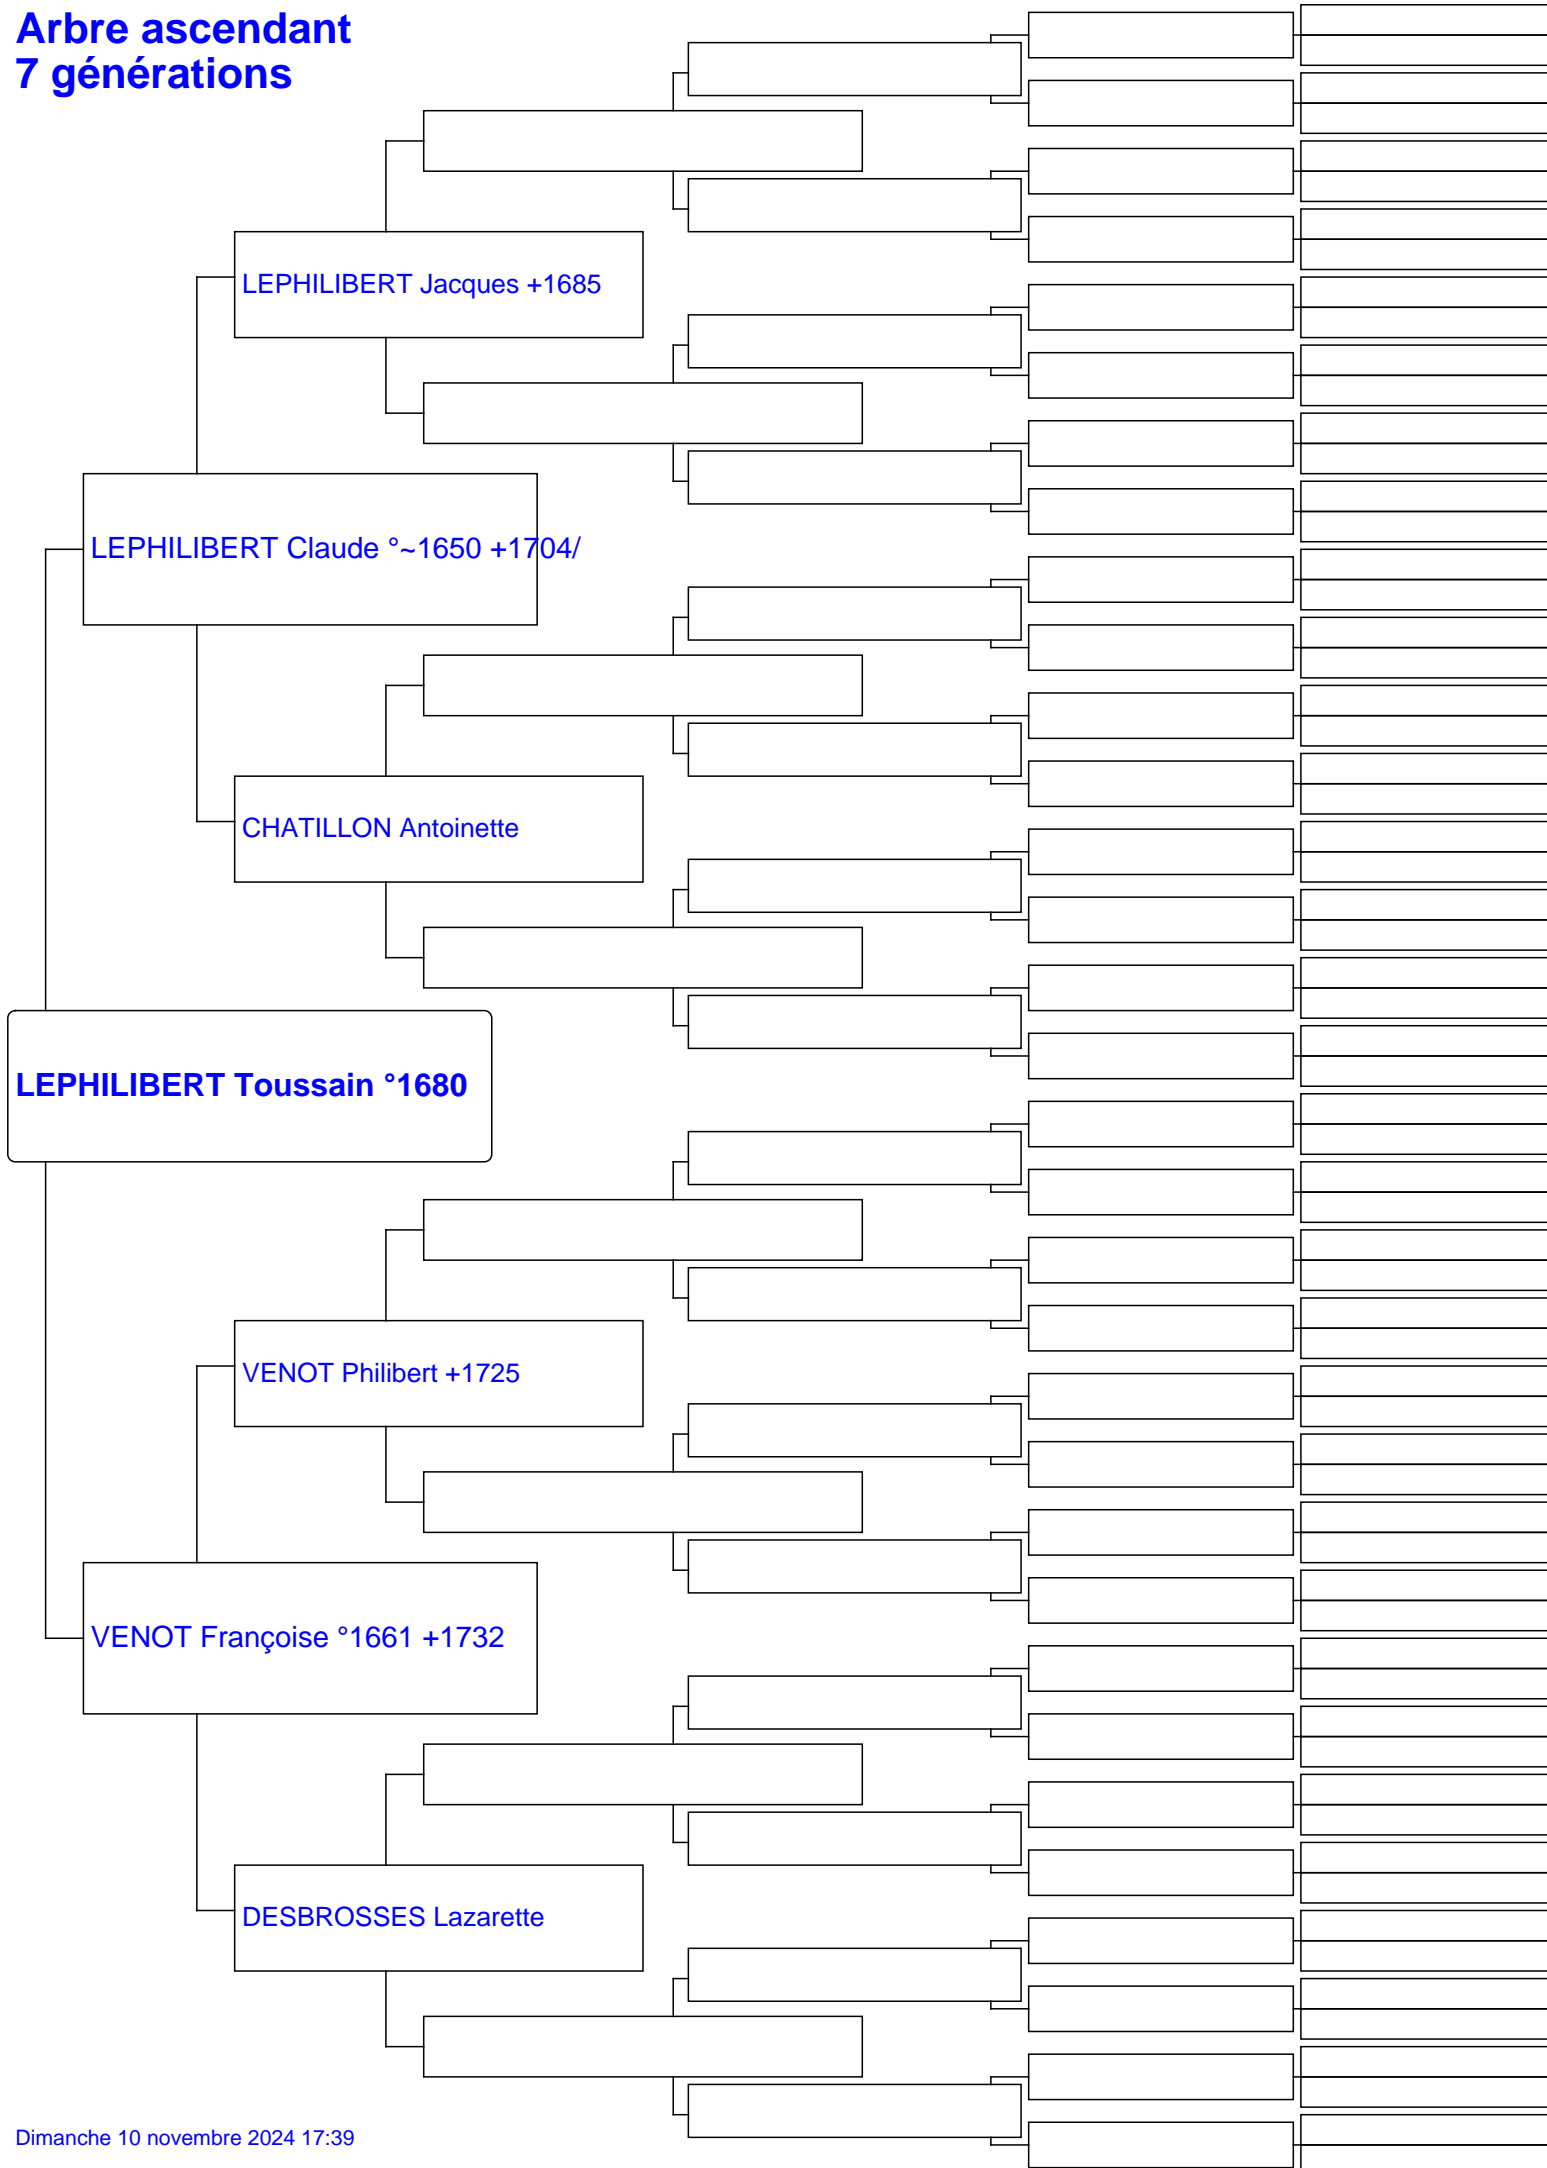 Arbre ascendant
7 générations
LEPHILIBERT Jacques +1685
LEPHILIBERT Claude °~1650 +1704/
CHATILLON Antoinette
LEPHILIBERT Toussain °1680
VENOT Philibert +1725
VENOT Françoise °1661 +1732
DESBROSSES Lazarette
Dimanche 10 novembre 2024 17:39